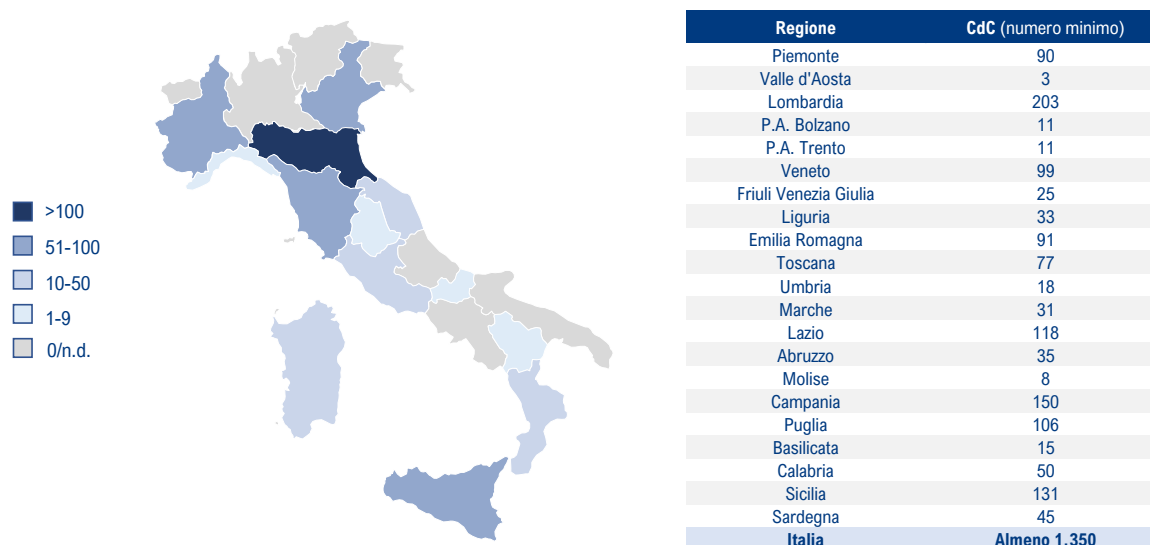 >100
51-100
10-50
1-9
0/n.d.
Regione CdC (numero minimo)
Piemonte 90
Valle d'Aosta 3
Lombardia 203
P.A. Bolzano 11
P.A. Trento 11
Veneto 99
Friuli Venezia Giulia 25
Liguria 33
Emilia Romagna 91
Toscana 77
Umbria 18
Marche 31
Lazio 118
Abruzzo 35
Molise 8
Campania 150
Puglia 106
Basilicata 15
Calabria 50
Sicilia 131
Sardegna 45
Italia Almeno 1.350